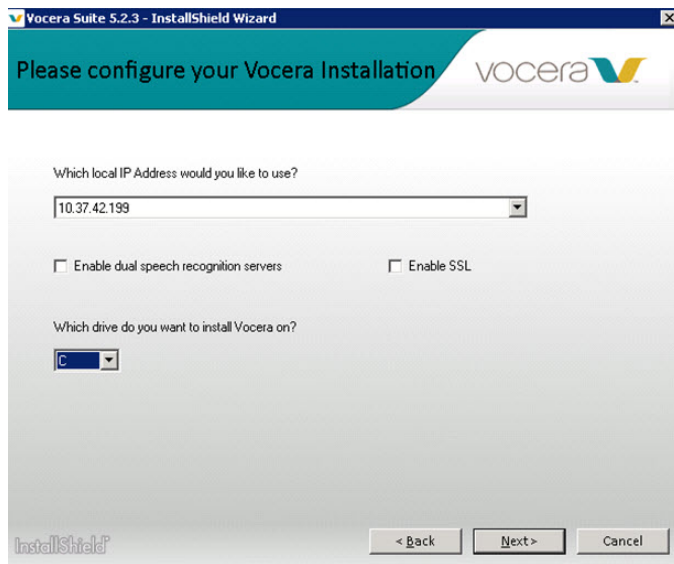 Vocera Suite 5.2.3 - InstallShield Wizard
Please configure your Vocera Installation
vocera
Which local IP Address would you like to use?
10.37.42.199
Enable dual speech recognition servers
Enable SSL
Which drive do you want to install Vocera on?
C
InstallShield
< Back
Next >
Cancel